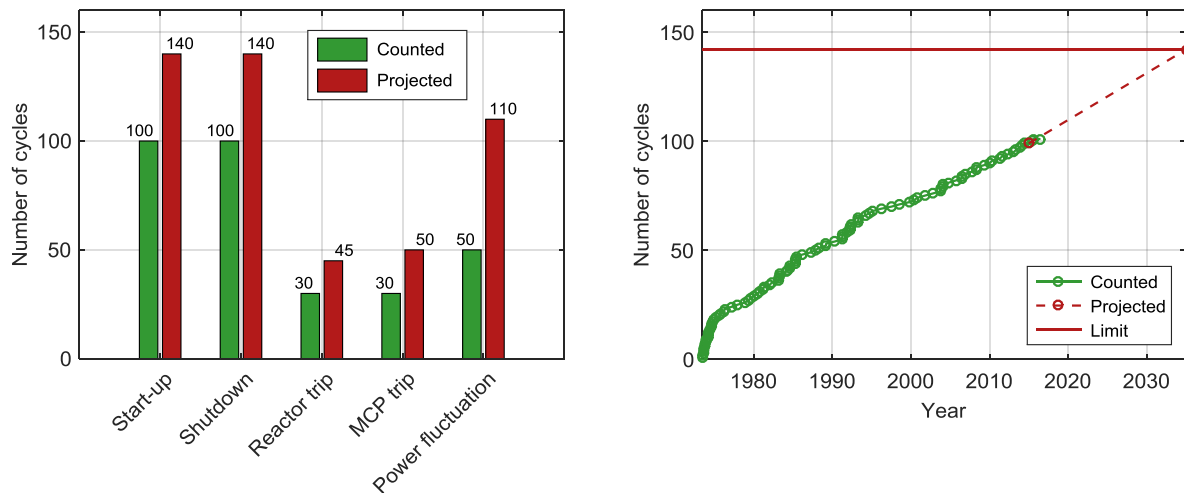 Number of cycles
150
100
50
0
100
140
100
140
30
45
30
50
50
110
Counted
Projected
Start-up
Shutdown
Reactor trip
MCP trip
Power fluctuation
Number of cycles
150
100
50
0
Counted
Projected
Limit
1980
1990
2000
2010
2020
2030
Year